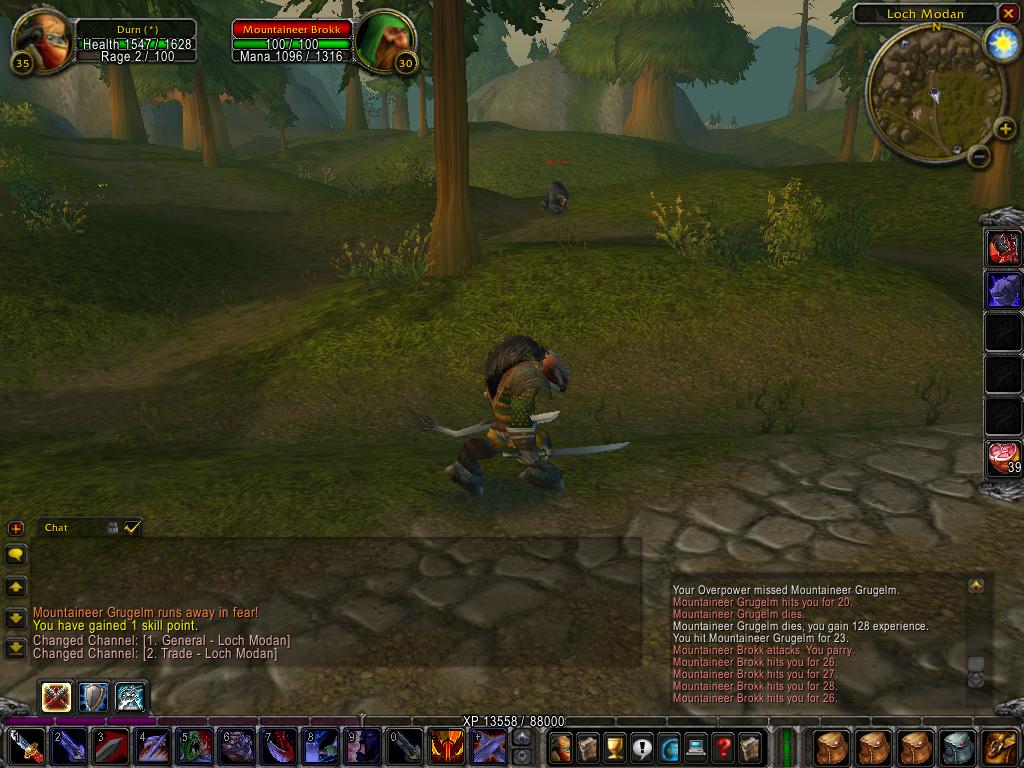 Durn (*)
Health 1547 / 1628
Rage 2 / 100
35
Mountaineer Brokk
100 / 100
Mana 1096 / 1316
30
Loch Modan
N
39
Chat
Mountaineer Grugelm runs away in fear!
You have gained 1 skill point.
Changed Channel: [1. General - Loch Modan]
Changed Channel: [2. Trade - Loch Modan]
Your Overpower missed Mountaineer Grugelm.
Mountaineer Grugelm hits you for 20.
Mountaineer Grugelm dies.
Mountaineer Grugelm dies, you gain 128 experience.
You hit Mountaineer Grugelm for 23.
Mountaineer Brokk attacks. You parry.
Mountaineer Brokk hits you for 26.
Mountaineer Brokk hits you for 27.
Mountaineer Brokk hits you for 28.
Mountaineer Brokk hits you for 26.
XP 13558 / 88000
1 2 3 4 5 6 7 8 9 0 - +